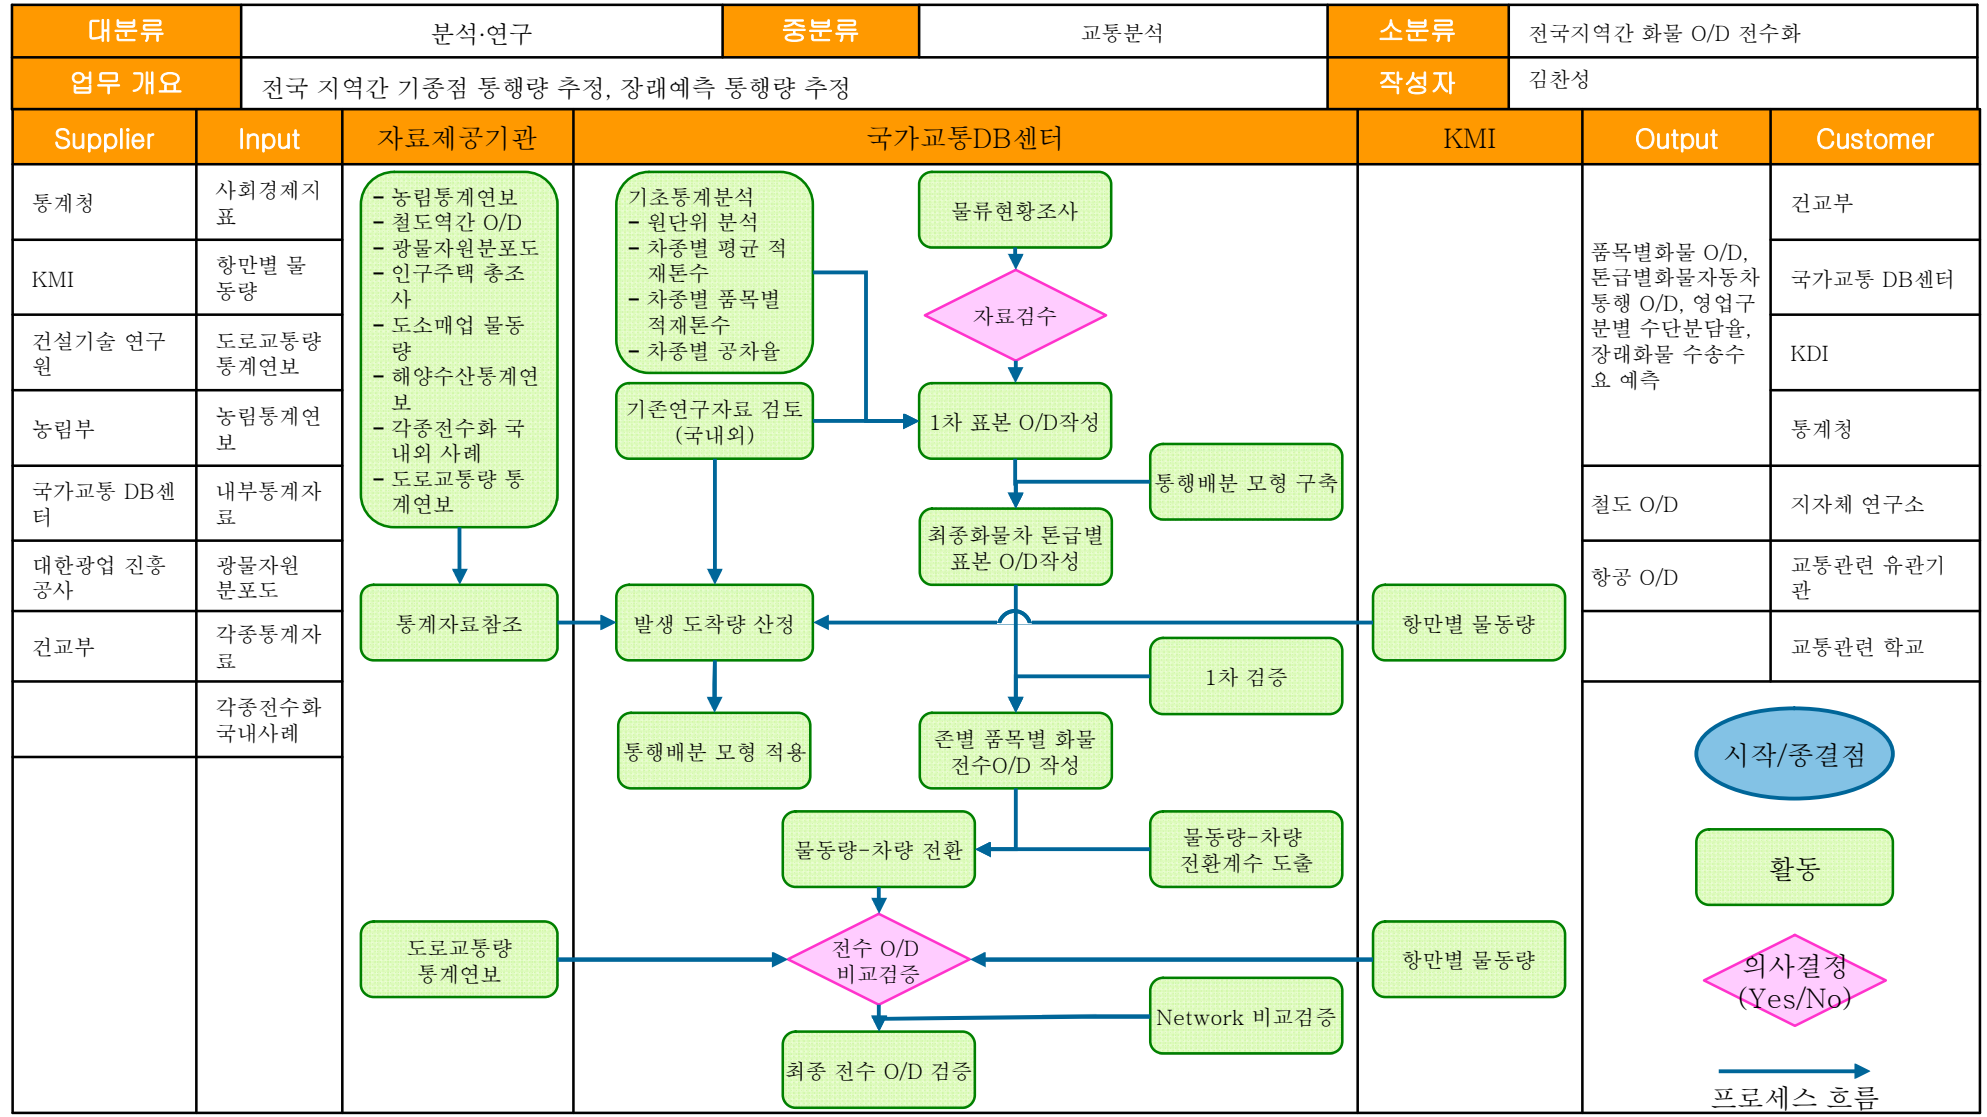 대분류
분석·연구
중분류
교통분석
소분류
전국지역간 화물 O/D 전수화
업무 개요
전국 지역간 기종점 통행량 추정, 장래예측 통행량 추정
작성자
김찬성
Supplier
Input
자료제공기관
국가교통DB센터
KMI
Output
Customer
통계청
사회경제지
표
KMI
항만별 물
동량
건설기술 연구
원
도로교통량
통계연보
농림부
농림통계연
보
국가교통 DB센
터
내부통계자
료
대한광업 진흥
공사
광물자원
분포도
건교부
각종통계자
료
각종전수화
국내사례
- 농림통계연보
- 철도역간 O/D
- 광물자원분포도
- 인구주택 총조
사
- 도소매업 물동
량
- 해양수산통계연
보
- 각종전수화 국
내외 사례
- 도로교통량 통
계연보
통계자료참조
도로교통량
통계연보
기초통계분석
- 원단위 분석
- 차종별 평균 적
재톤수
- 차종별 품목별
적재톤수
- 차종별 공차율
기존연구자료 검토
(국내외)
발생 도착량 산정
통행배분 모형 적용
물류현황조사
자료검수
1차 표본 O/D작성
통행배분 모형 구축
최종화물차 톤급별
표본 O/D작성
1차 검증
존별 품목별 화물
전수O/D 작성
물동량-차량 전환
물동량-차량
전환계수 도출
전수 O/D
비교검증
Network 비교검증
최종 전수 O/D 검증
항만별 물동량
항만별 물동량
품목별화물 O/D,
톤급별화물자동차
통행 O/D, 영업구
분별 수단분담율,
장래화물 수송수
요 예측
철도 O/D
항공 O/D
건교부
국가교통 DB센터
KDI
통계청
지자체 연구소
교통관련 유관기
관
교통관련 학교
시작/종결점
활동
의사결정
(Yes/No)
프로세스 흐름